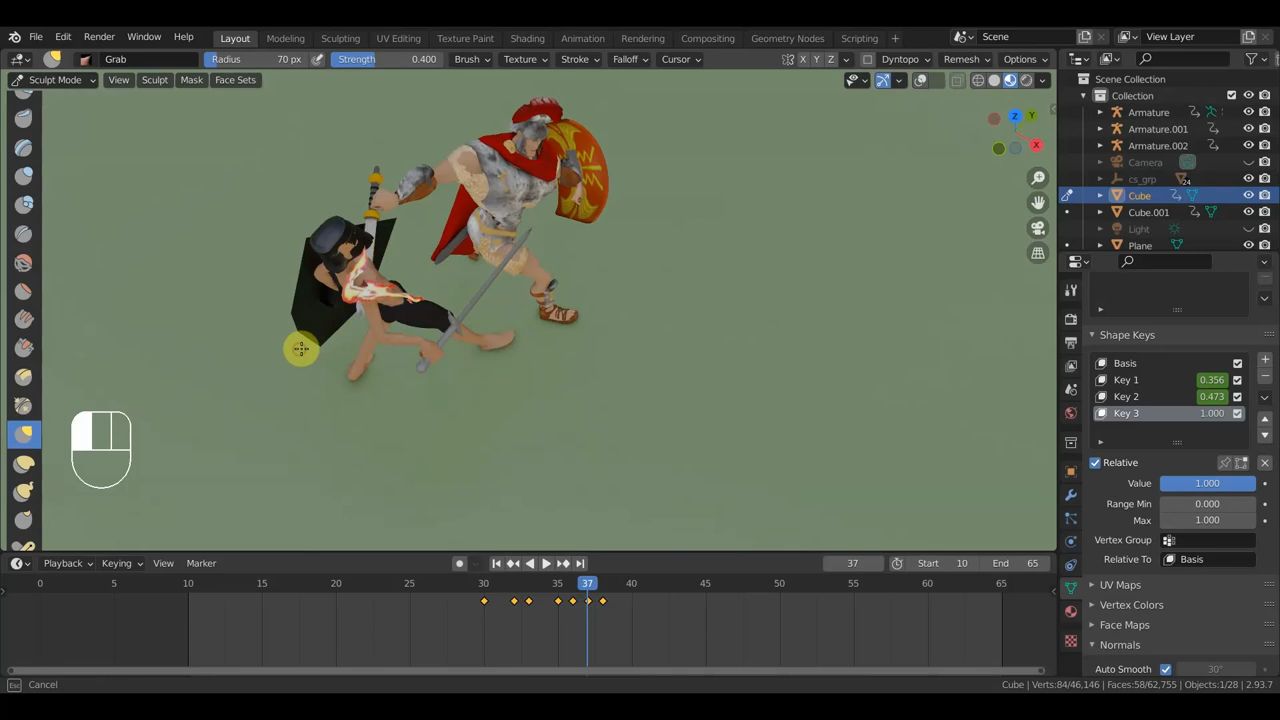 File Edit Render Window Help Layout Modeling Sculpting UV Editing Texture Paint Shading Animation Rendering Compositing Geometry Nodes Scripting + Scene View Layer
Grab Radius 70 px Strength 0.400 Brush Texture Stroke Falloff Cursor X Y Z Dyntopo Remesh Options
Sculpt Mode View Sculpt Mask Face Sets
Scene Collection
Collection
Armature
Armature.001
Armature.002
Camera
cs_grp 24
Cube
Cube.001
Light
Plane
Z Y X
Shape Keys
Basis
Key 1 0.356
Key 2 0.473
Key 3 1.000
Relative
Value 1.000
Range Min 0.000
Max 1.000
Vertex Group
Relative To Basis
UV Maps
Vertex Colors
Face Maps
Normals
Auto Smooth 30°
Playback Keying View Marker 37 Start 10 End 65
0 5 10 15 20 25 30 35 37 40 45 50 55 60 65
Esc Cancel Cube | Verts:84/46,146 | Faces:58/62,755 | Objects:1/28 | 2.93.7